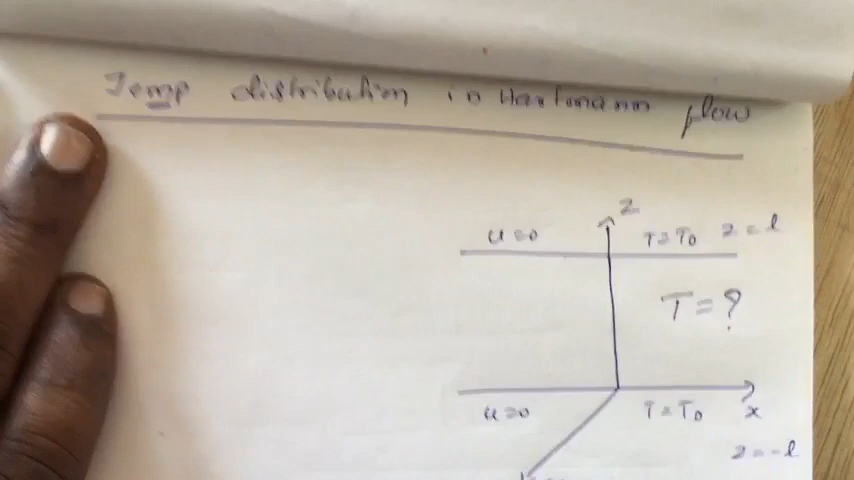 Temp distribution in Hartmann flow
z
u=0 T=T0 z=l
T=?
u=0 T=T0 x
z=-l